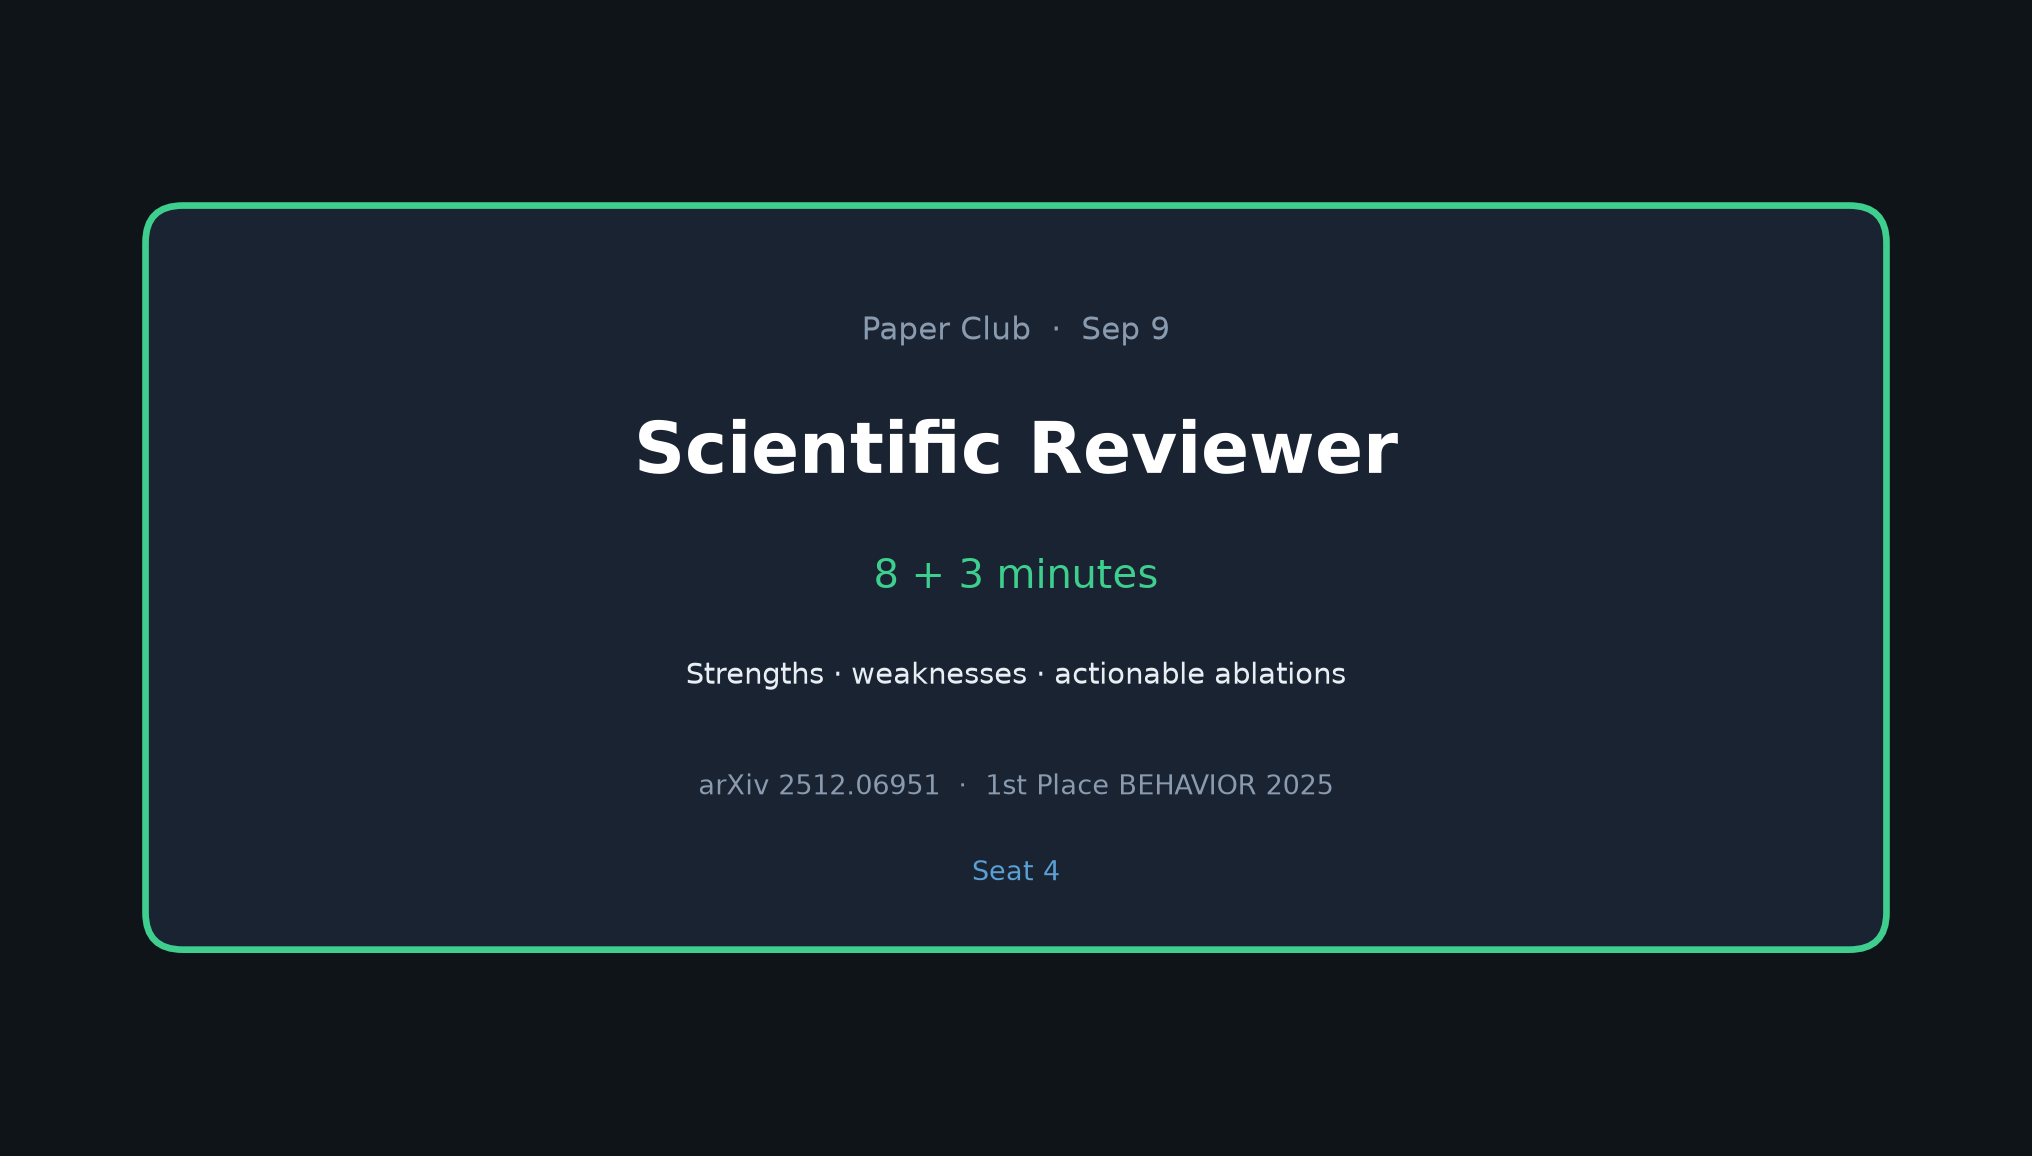 Paper Club · Sep 9
Scientific Reviewer
8 + 3 minutes
Strengths · weaknesses · actionable ablations
arXiv 2512.06951 · 1st Place BEHAVIOR 2025
Seat 4